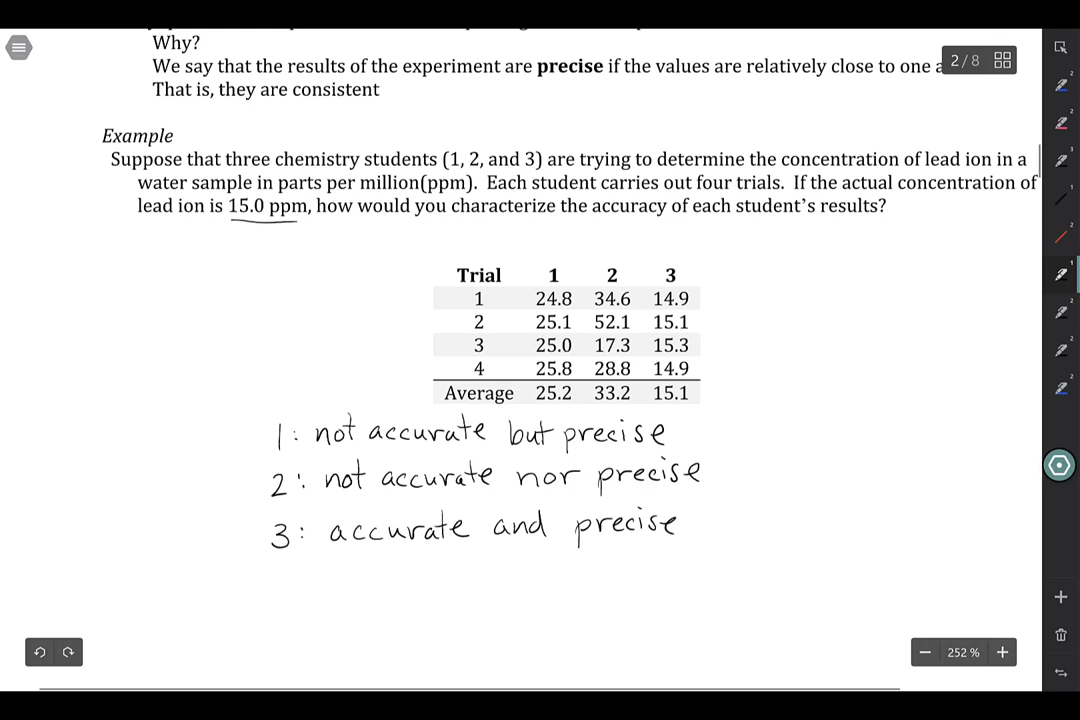 Why?
We say that the results of the experiment are precise if the values are relatively close to one
That is, they are consistent
2 / 8
Example
Suppose that three chemistry students (1, 2, and 3) are trying to determine the concentration of lead ion in a
water sample in parts per million(ppm). Each student carries out four trials. If the actual concentration of
lead ion is 15.0 ppm, how would you characterize the accuracy of each student's results?
Trial 1 2 3
1 24.8 34.6 14.9
2 25.1 52.1 15.1
3 25.0 17.3 15.3
4 25.8 28.8 14.9
Average 25.2 33.2 15.1
1: not accurate but precise
2: not accurate nor precise
3: accurate and precise
252 %